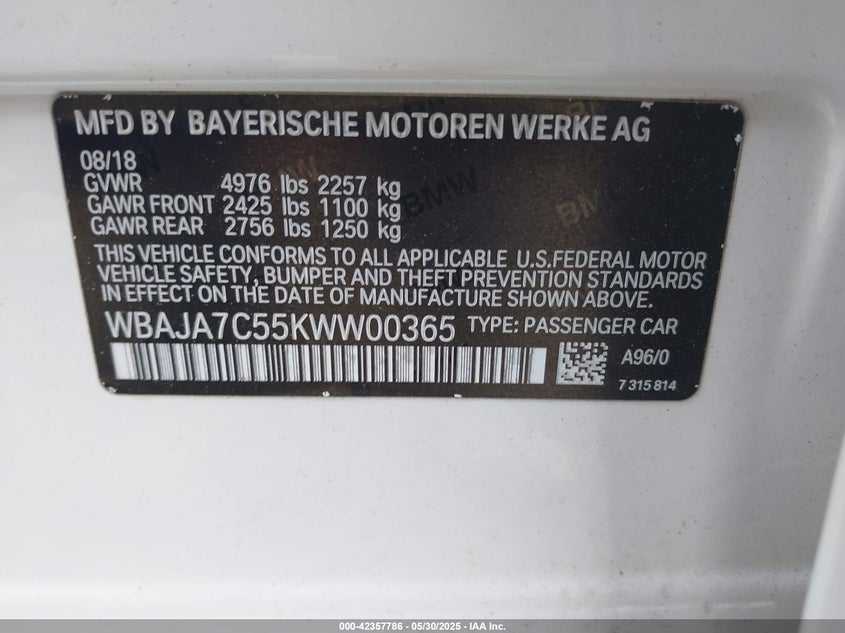 MFD BY BAYERISCHE MOTOREN WERKE AG
08/18
GVWR 4976 lbs 2257 kg
GAWR FRONT 2425 lbs 1100 kg
GAWR REAR 2756 lbs 1250 kg
THIS VEHICLE CONFORMS TO ALL APPLICABLE U.S.FEDERAL MOTOR
VEHICLE SAFETY, BUMPER AND THEFT PREVENTION STANDARDS
IN EFFECT ON THE DATE OF MANUFACTURE SHOWN ABOVE.
WBAJA7C55KWW00365 TYPE: PASSENGER CAR
A96/0
7 315 814
BMW
BMW
000-42357786 - 05/30/2025 - IAA Inc.